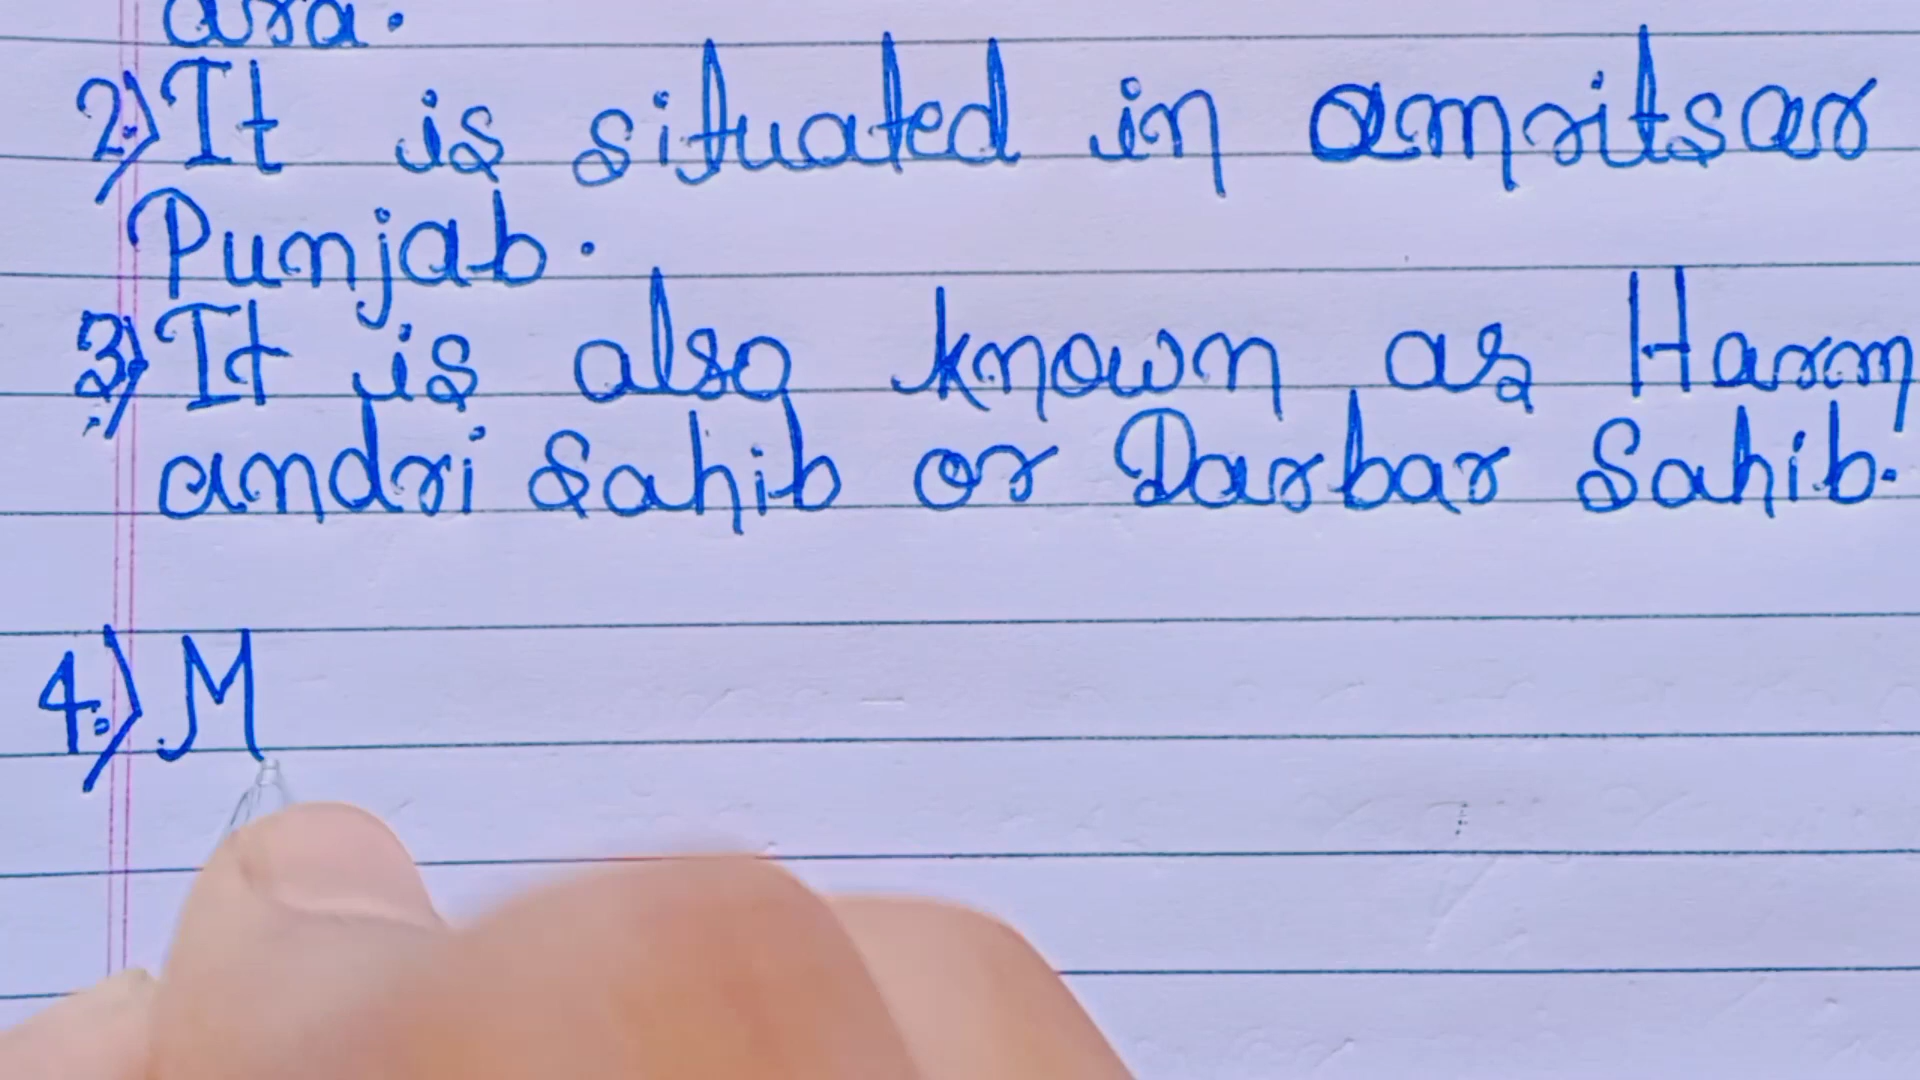 ara.
2.) It is situated in amritsar
Punjab.
3.) It is also known as Harm
andri Sahib or Darbar Sahib.
4.) M